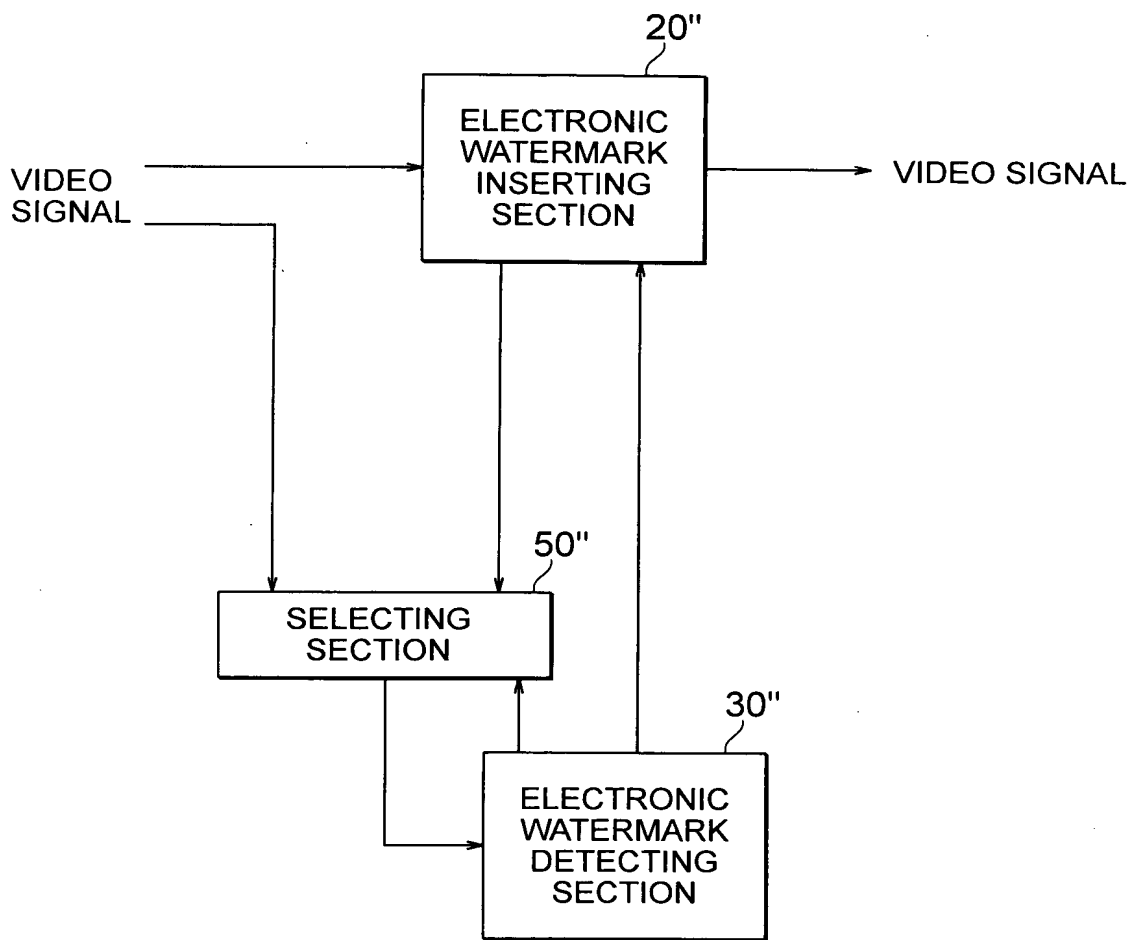 20"
ELECTRONIC
WATERMARK
INSERTING
SECTION
VIDEO
SIGNAL
VIDEO SIGNAL
50"
SELECTING
SECTION
30"
ELECTRONIC
WATERMARK
DETECTING
SECTION